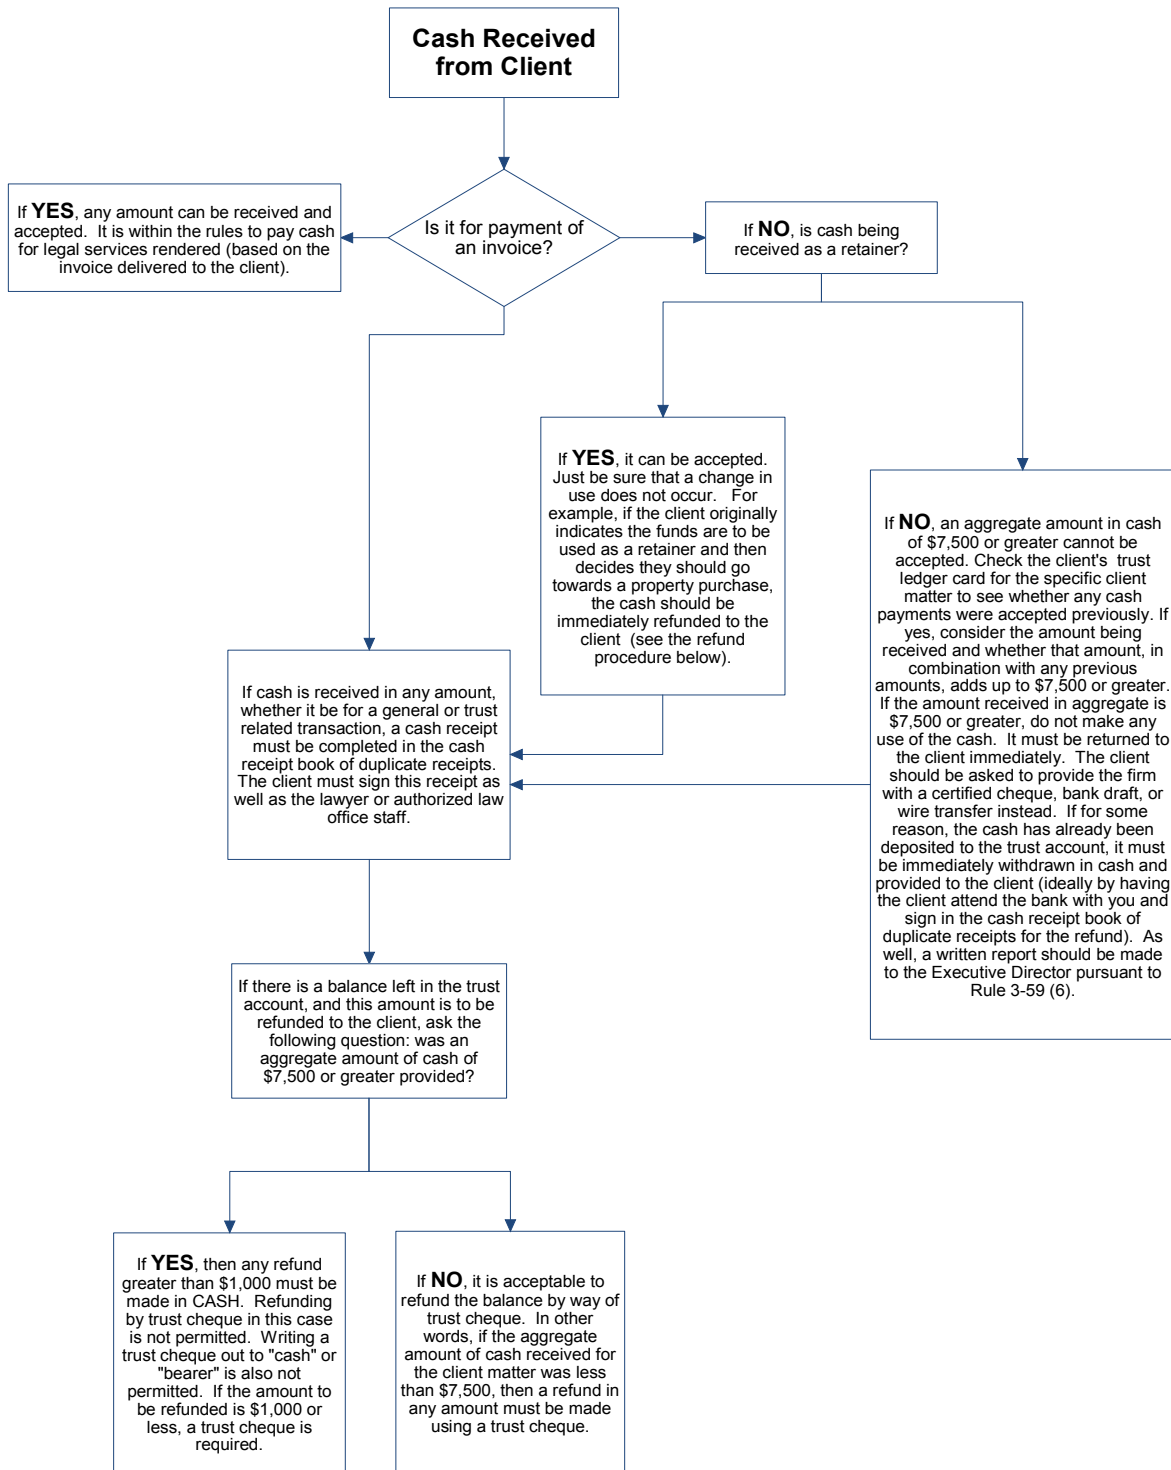 Cash Received
from Client
Is it for payment of
an invoice?
If YES, any amount can be received and
accepted. It is within the rules to pay cash
for legal services rendered (based on the
invoice delivered to the client).
If NO, is cash being
received as a retainer?
If YES, it can be accepted.
Just be sure that a change in
use does not occur. For
example, if the client originally
indicates the funds are to be
used as a retainer and then
decides they should go
towards a property purchase,
the cash should be
immediately refunded to the
client (see the refund
procedure below).
If NO, an aggregate amount in cash
of $7,500 or greater cannot be
accepted. Check the client's trust
ledger card for the specific client
matter to see whether any cash
payments were accepted previously. If
yes, consider the amount being
received and whether that amount, in
combination with any previous
amounts, adds up to $7,500 or greater.
If the amount received in aggregate is
$7,500 or greater, do not make any
use of the cash. It must be returned to
the client immediately. The client
should be asked to provide the firm
with a certified cheque, bank draft, or
wire transfer instead. If for some
reason, the cash has already been
deposited to the trust account, it must
be immediately withdrawn in cash and
provided to the client (ideally by having
the client attend the bank with you and
sign in the cash receipt book of
duplicate receipts for the refund). As
well, a written report should be made
to the Executive Director pursuant to
Rule 3-59 (6).
If cash is received in any amount,
whether it be for a general or trust
related transaction, a cash receipt
must be completed in the cash
receipt book of duplicate receipts.
The client must sign this receipt as
well as the lawyer or authorized law
office staff.
If there is a balance left in the trust
account, and this amount is to be
refunded to the client, ask the
following question: was an
aggregate amount of cash of
$7,500 or greater provided?
If YES, then any refund
greater than $1,000 must be
made in CASH. Refunding
by trust cheque in this case
is not permitted. Writing a
trust cheque out to "cash" or
"bearer" is also not
permitted. If the amount to
be refunded is $1,000 or
less, a trust cheque is
required.
If NO, it is acceptable to
refund the balance by way of
trust cheque. In other
words, if the aggregate
amount of cash received for
the client matter was less
than $7,500, then a refund in
any amount must be made
using a trust cheque.